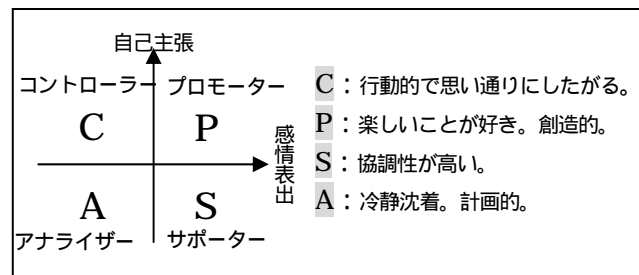 自己主張
コントローラー プロモーター
C P
感情表出
A S
アナライザー サポーター
C：行動的で思い通りにしたがる。
P：楽しいことが好き。創造的。
S：協調性が高い。
A：冷静沈着。計画的。